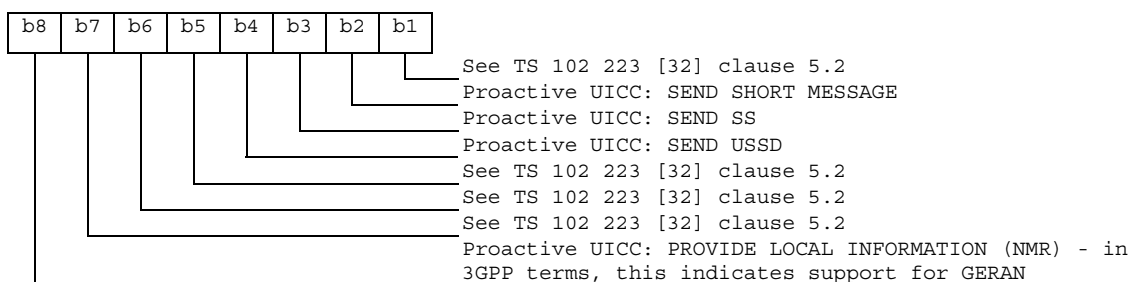 b8 b7 b6 b5 b4 b3 b2 b1
See TS 102 223 [32] clause 5.2
Proactive UICC: SEND SHORT MESSAGE
Proactive UICC: SEND SS
Proactive UICC: SEND USSD
See TS 102 223 [32] clause 5.2
See TS 102 223 [32] clause 5.2
See TS 102 223 [32] clause 5.2
Proactive UICC: PROVIDE LOCAL INFORMATION (NMR) - in
3GPP terms, this indicates support for GERAN